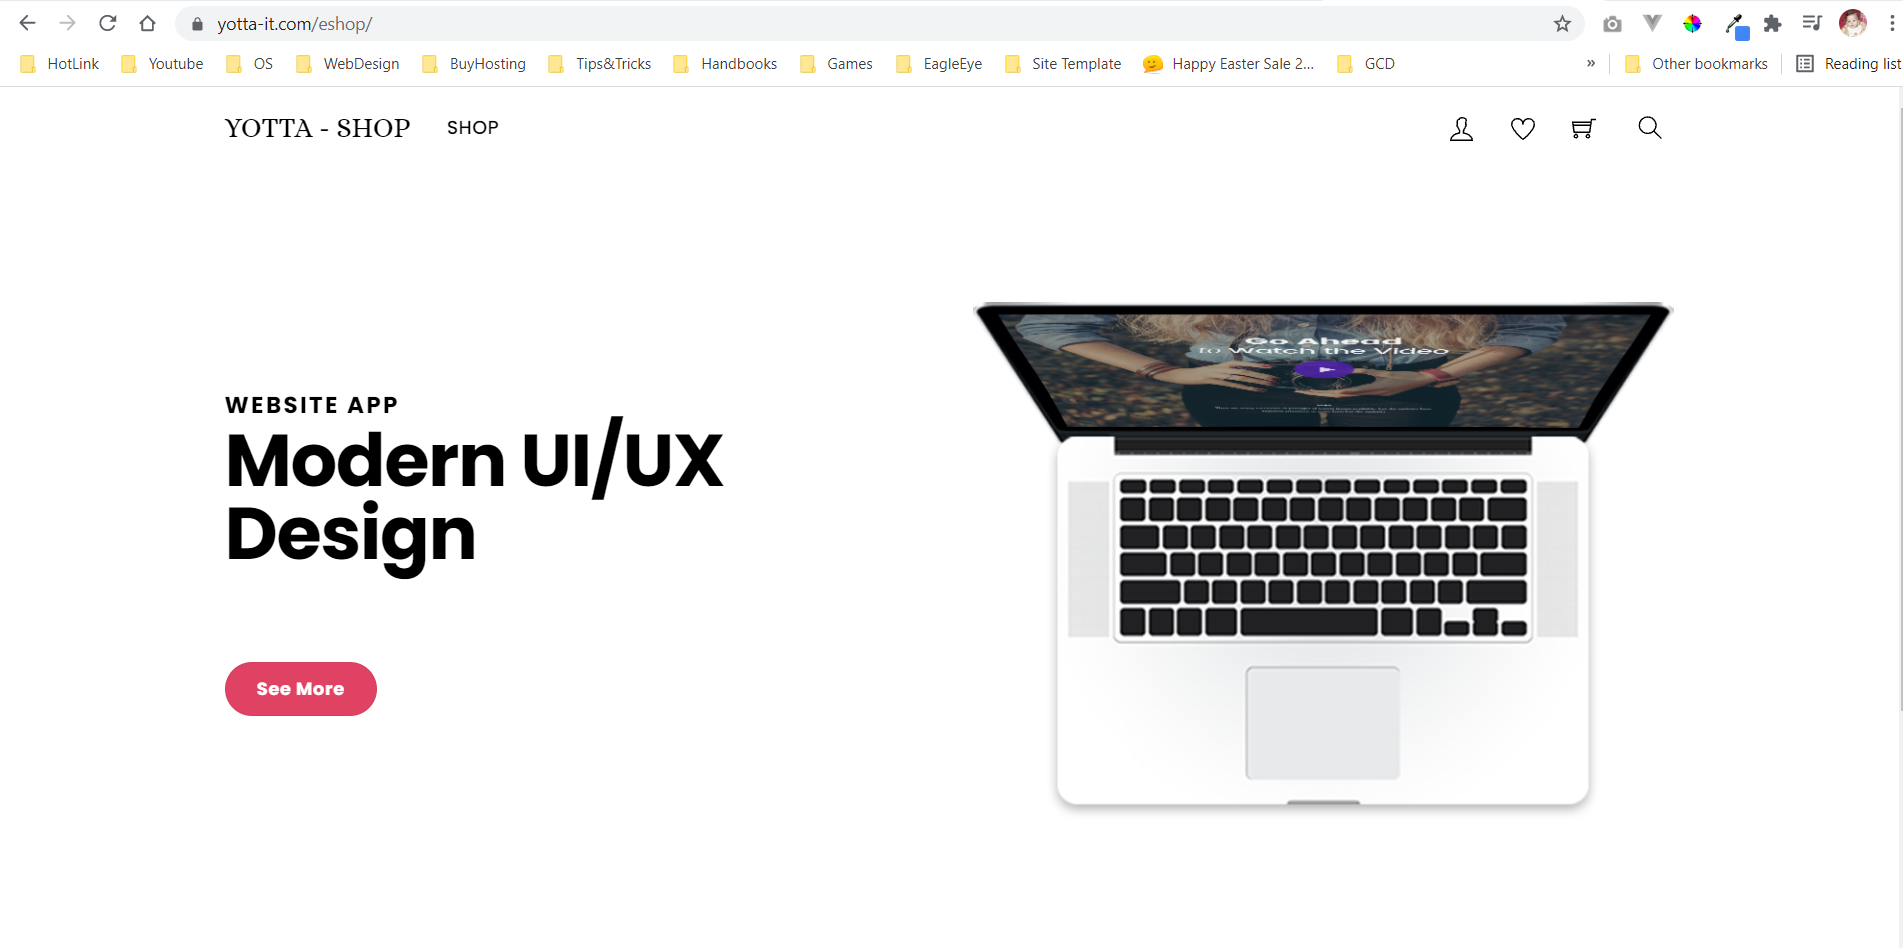 yotta-it.com/eshop/
HotLink Youtube OS WebDesign BuyHosting Tips&Tricks Handbooks Games EagleEye Site Template Happy Easter Sale 2... GCD » Other bookmarks Reading list
YOTTA - SHOP SHOP
Go Ahead
To Watch the Video
WEBSITE APP
Modern UI/UX
Design
See More